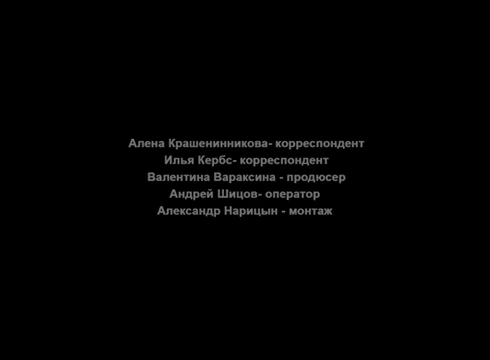 Алена Крашенинникова- корреспондент
Илья Кербс- корреспондент
Валентина Вараксина - продюсер
Андрей Шицов- оператор
Александр Нарицын - монтаж